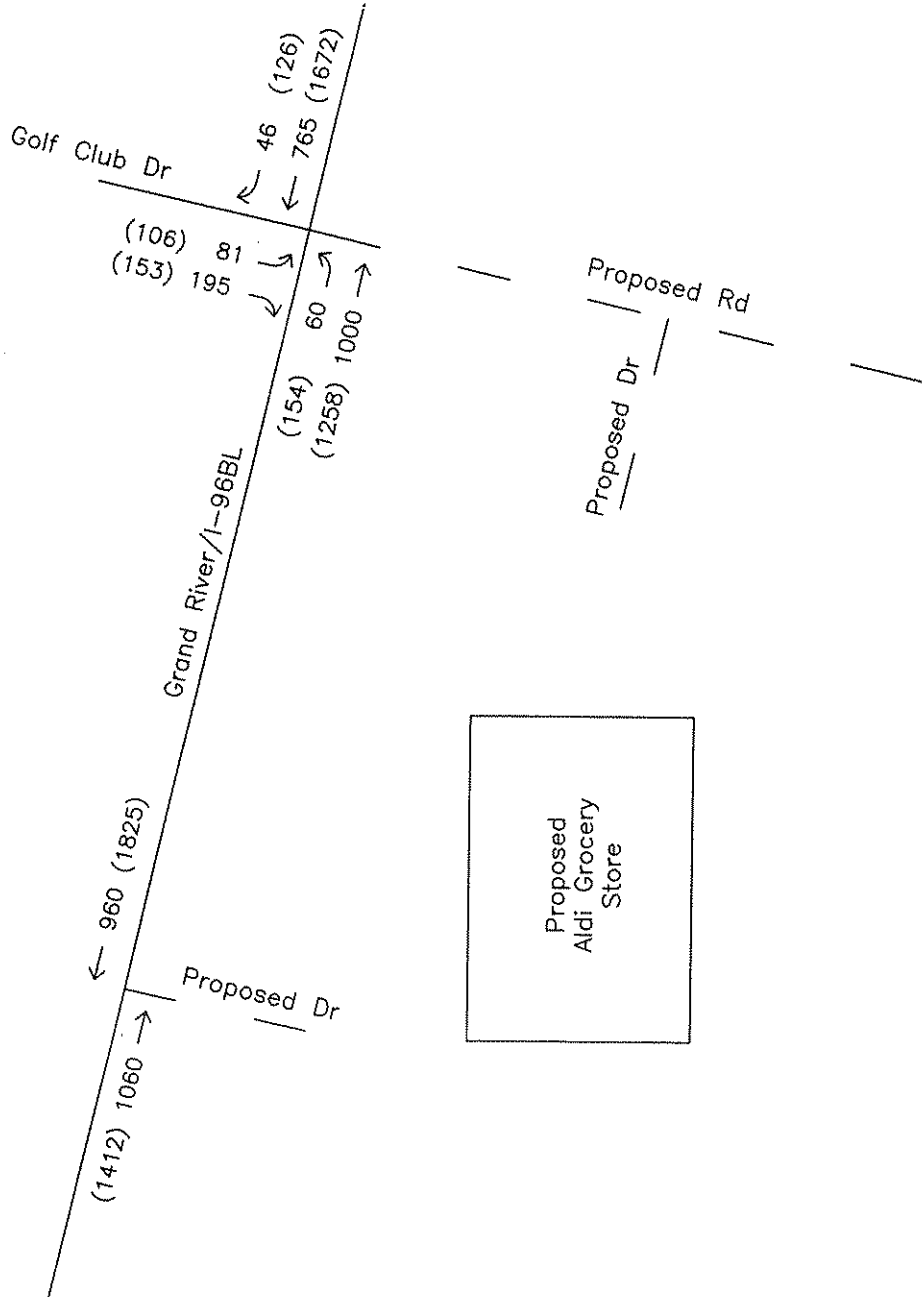 46 (126)
765 (1672)
Golf Club Dr
(106) 81
(153) 195
(154) 60
(1258) 1000
Proposed Rd
Proposed Dr
Grand River/I-96BL
960 (1825)
Proposed Dr
(1412) 1060
Proposed
Aldi Grocery
Store